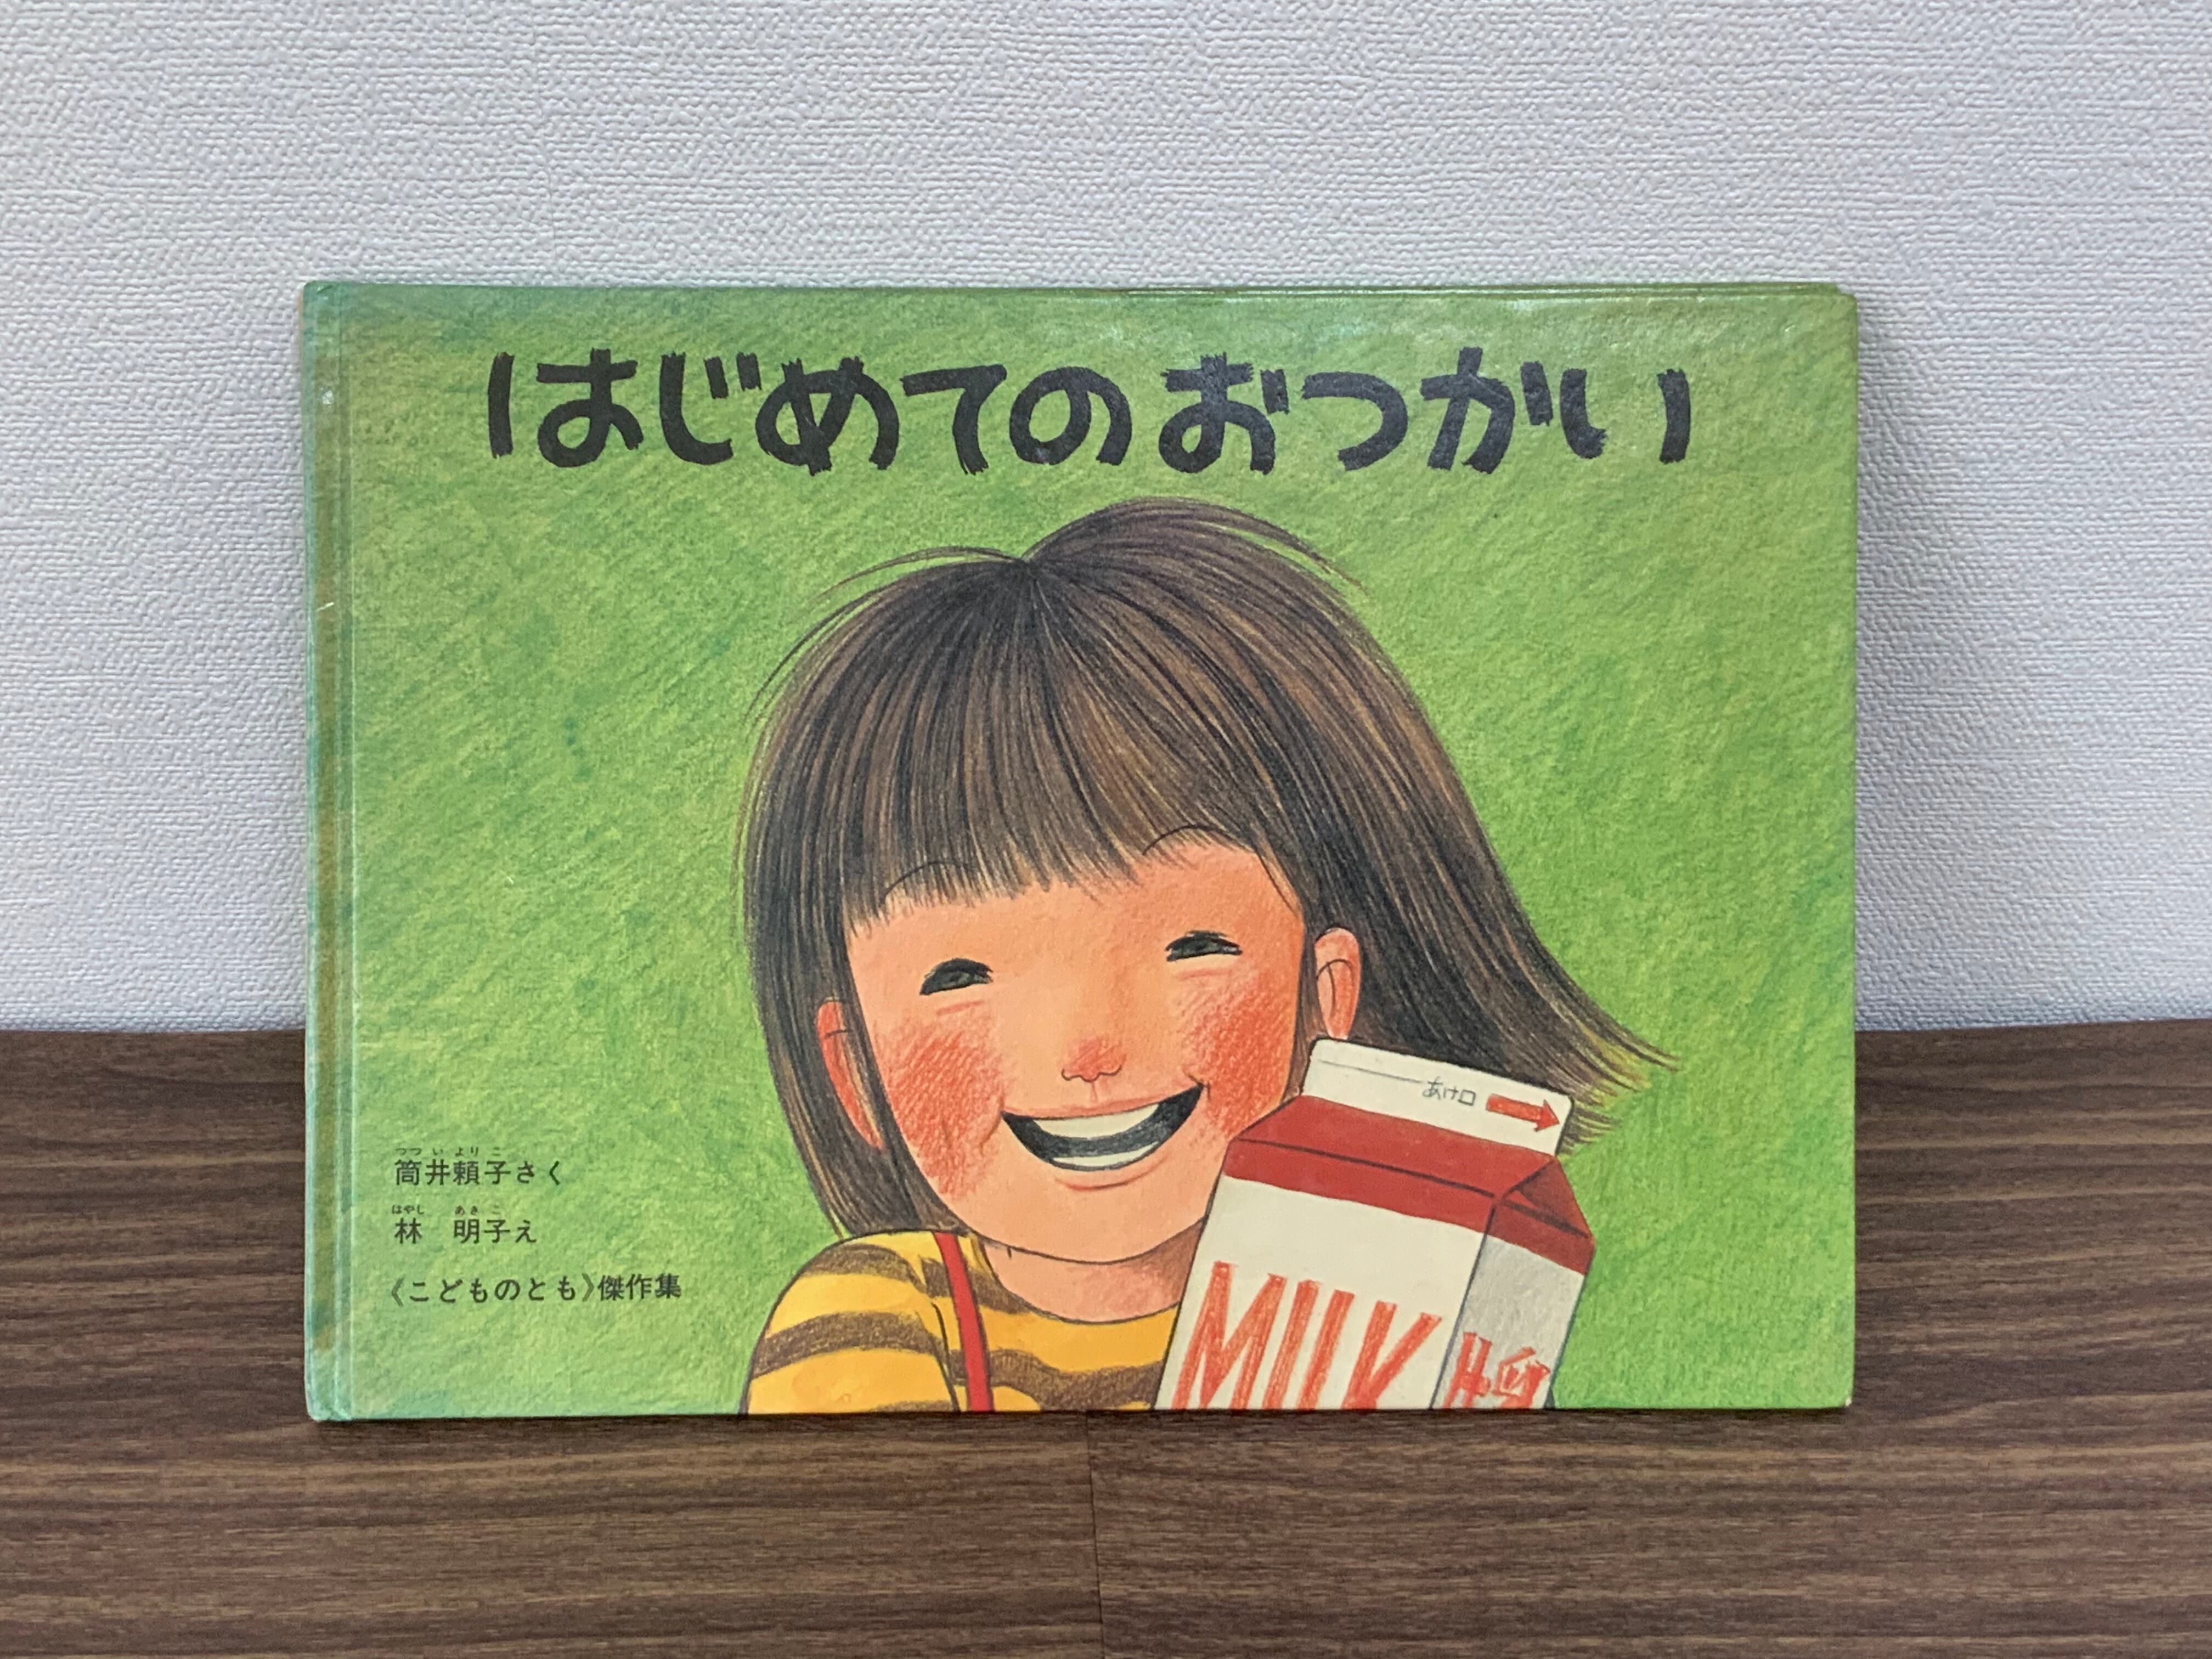 はじめてのおつかい
つついよりこ
筒井頼子さく
はやし あきこ
林 明子え
《こどものとも》傑作集
あけ口
MILK